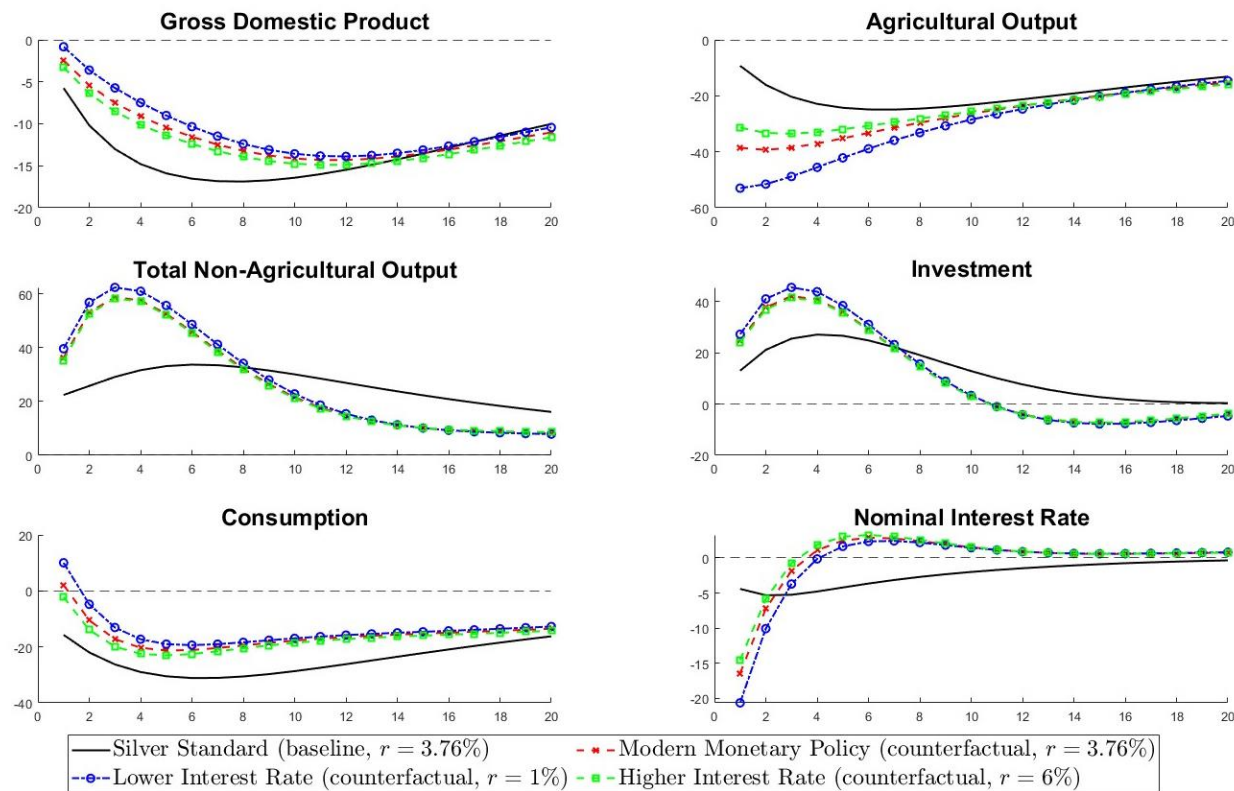 Gross Domestic Product
0
-5
-10
-15
-20
0 2 4 6 8 10 12 14 16 18 20
Agricultural Output
0
-20
-40
-60
0 2 4 6 8 10 12 14 16 18 20
Total Non-Agricultural Output
60
40
20
0
0 2 4 6 8 10 12 14 16 18 20
Investment
40
20
0
-20
0 2 4 6 8 10 12 14 16 18 20
Consumption
20
0
-20
-40
0 2 4 6 8 10 12 14 16 18 20
Nominal Interest Rate
0
-5
-10
-15
-20
0 2 4 6 8 10 12 14 16 18 20
Silver Standard (baseline, r = 3.76%)
Modern Monetary Policy (counterfactual, r = 3.76%)
Lower Interest Rate (counterfactual, r = 1%)
Higher Interest Rate (counterfactual, r = 6%)